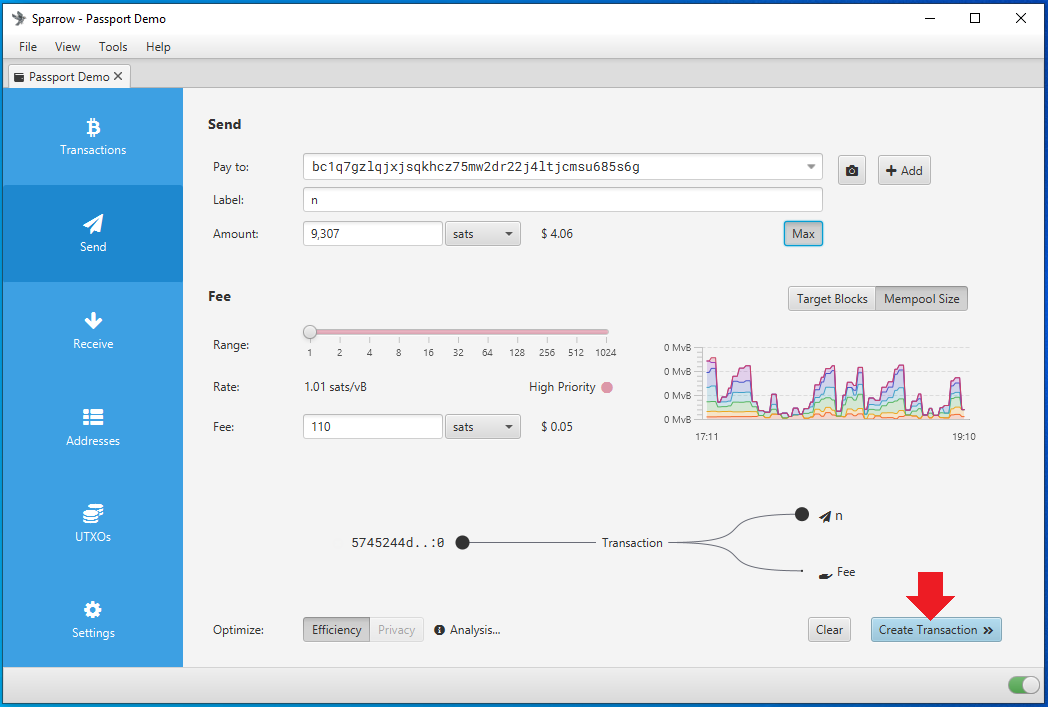 Sparrow - Passport Demo
File View Tools Help
Passport Demo
Transactions
Send
Receive
Addresses
UTXOs
Settings
Send
Pay to: bc1q7gzlqjxjsqkhcz75mw2dr22j4ltjcmsu685s6g Add
Label: n
Amount: 9,307 sats $ 4.06 Max
Fee
Target Blocks Mempool Size
Range:
1 2 4 8 16 32 64 128 256 512 1024
Rate: 1.01 sats/vB High Priority
Fee: 110 sats $ 0.05
0 MvB
0 MvB
0 MvB
0 MvB
17:11 19:10
5745244d..:0 Transaction n
Fee
Optimize: Efficiency Privacy Analysis... Clear Create Transaction